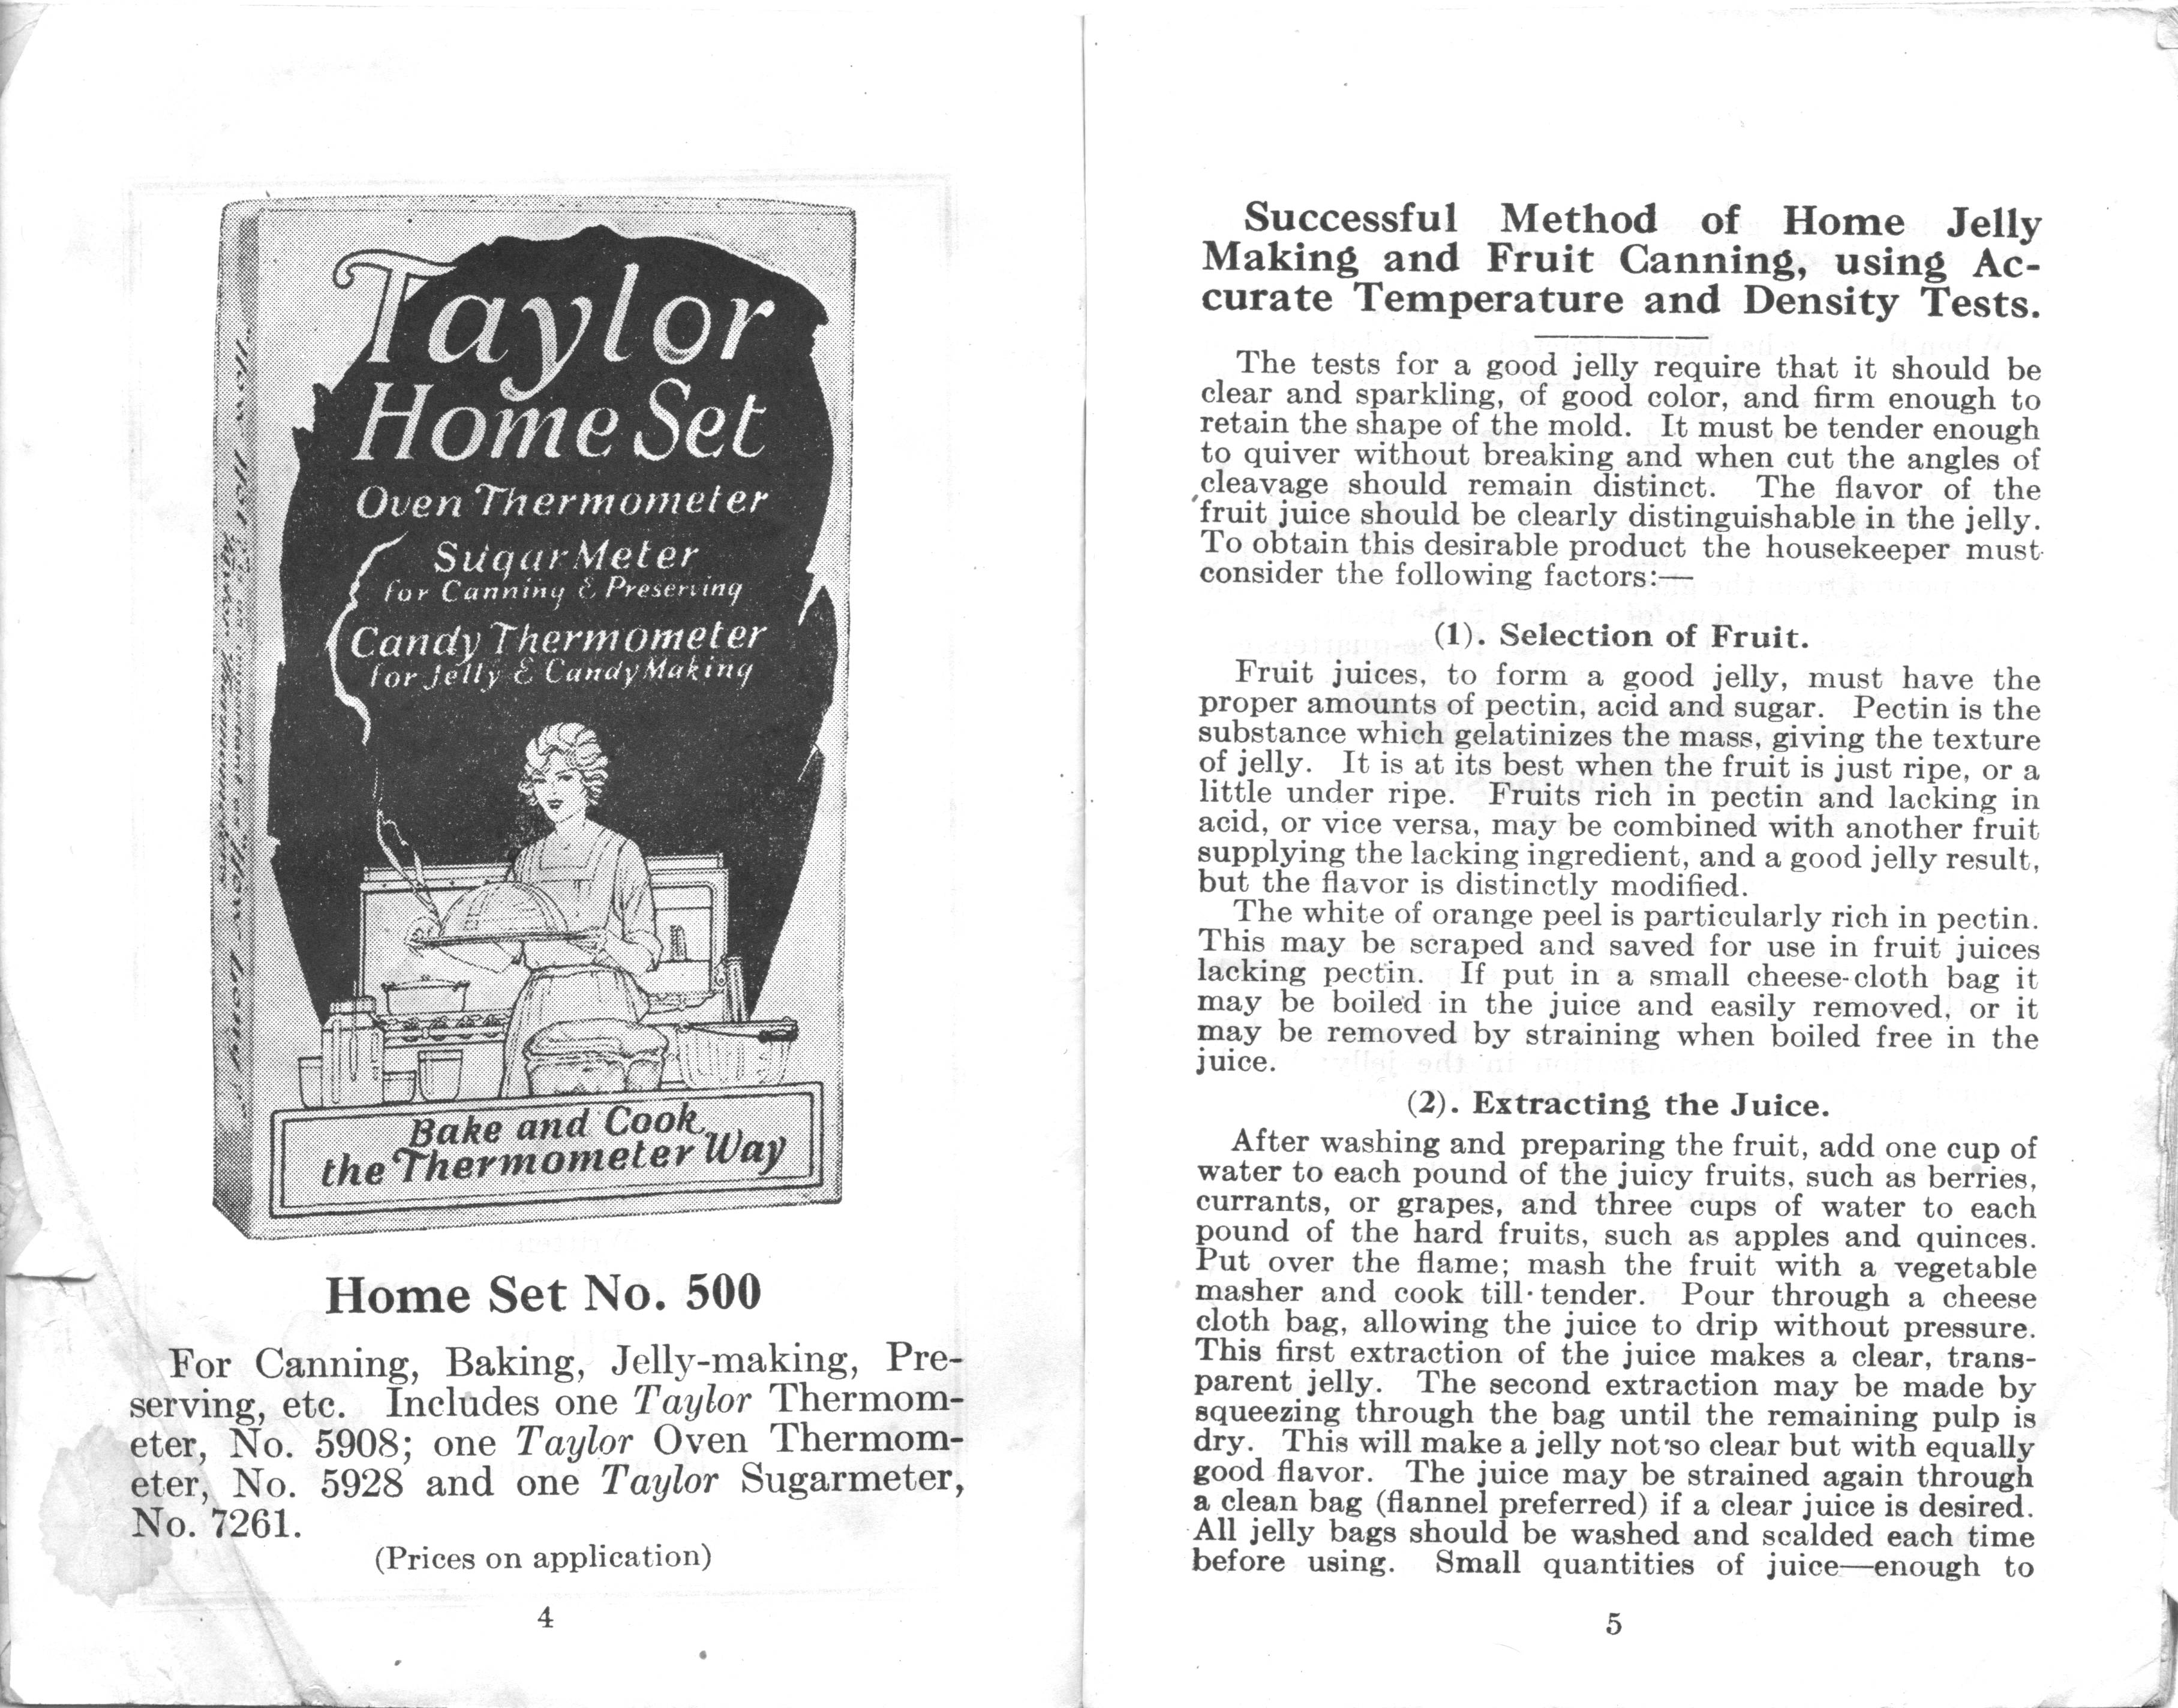 Taylor
Home Set
Oven Thermometer
Sugar Meter
for Canning & Preserving
Candy Thermometer
for Jelly & Candy Making
Bake and Cook
the Thermometer Way
Home Set No. 500
For Canning, Baking, Jelly-making, Pre-
serving, etc. Includes one Taylor Thermom-
eter, No. 5908; one Taylor Oven Thermom-
eter, No. 5928 and one Taylor Sugarmeter,
No. 7261.
(Prices on application)
4
Successful Method of Home Jelly
Making and Fruit Canning, using Ac-
curate Temperature and Density Tests.
The tests for a good jelly require that it should be
clear and sparkling, of good color, and firm enough to
retain the shape of the mold. It must be tender enough
to quiver without breaking and when cut the angles of
cleavage should remain distinct. The flavor of the
fruit juice should be clearly distinguishable in the jelly.
To obtain this desirable product the housekeeper must
consider the following factors:—
(1). Selection of Fruit.
Fruit juices, to form a good jelly, must have the
proper amounts of pectin, acid and sugar. Pectin is the
substance which gelatinizes the mass, giving the texture
of jelly. It is at its best when the fruit is just ripe, or a
little under ripe. Fruits rich in pectin and lacking in
acid, or vice versa, may be combined with another fruit
supplying the lacking ingredient, and a good jelly result,
but the flavor is distinctly modified.
The white of orange peel is particularly rich in pectin.
This may be scraped and saved for use in fruit juices
lacking pectin. If put in a small cheese-cloth bag it
may be boiled in the juice and easily removed, or it
may be removed by straining when boiled free in the
juice.
(2). Extracting the Juice.
After washing and preparing the fruit, add one cup of
water to each pound of the juicy fruits, such as berries,
currants, or grapes, and three cups of water to each
pound of the hard fruits, such as apples and quinces.
Put over the flame; mash the fruit with a vegetable
masher and cook till tender. Pour through a cheese
cloth bag, allowing the juice to drip without pressure.
This first extraction of the juice makes a clear, trans-
parent jelly. The second extraction may be made by
squeezing through the bag until the remaining pulp is
dry. This will make a jelly not so clear but with equally
good flavor. The juice may be strained again through
a clean bag (flannel preferred) if a clear juice is desired.
All jelly bags should be washed and scalded each time
before using. Small quantities of juice—enough to
5